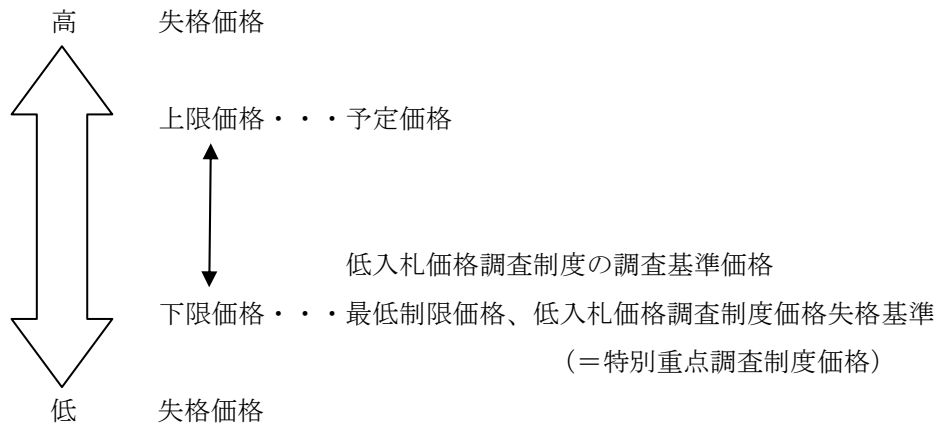 高 失格価格
上限価格・・・予定価格
低入札価格調査制度の調査基準価格
下限価格・・・最低制限価格、低入札価格調査制度価格失格基準
（＝特別重点調査制度価格）
低 失格価格